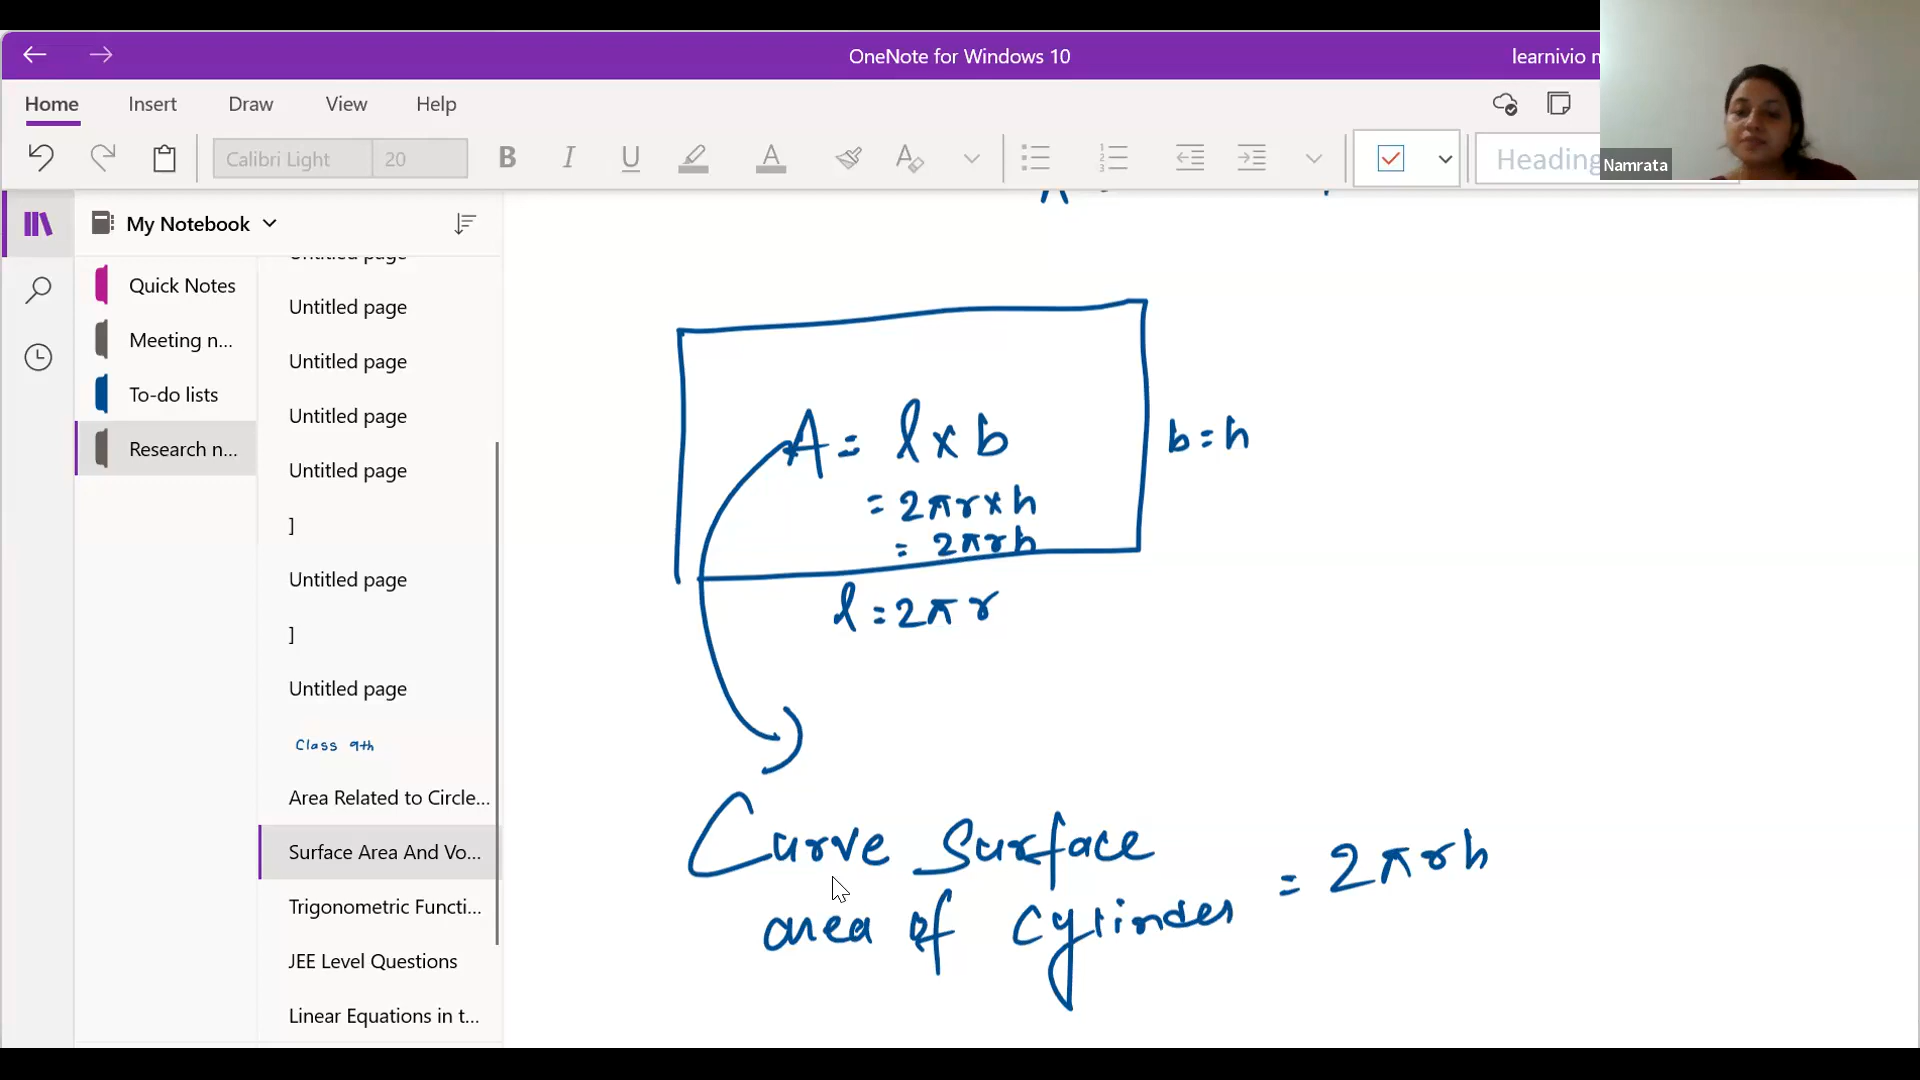 OneNote for Windows 10
learnivio
Home Insert Draw View Help
Calibri Light 20 B I U Heading
Namrata
My Notebook
Quick Notes
Meeting n...
To-do lists
Research n...
Untitled page
Untitled page
Untitled page
Untitled page
Untitled page
]
Untitled page
]
Untitled page
Class 9th
Area Related to Circle...
Surface Area And Vo...
Trigonometric Functi...
JEE Level Questions
Linear Equations in t...
A = l × b
= 2πr × h
= 2πrh
b = h
l = 2πr
Curve Surface
area of cylinder = 2πrh